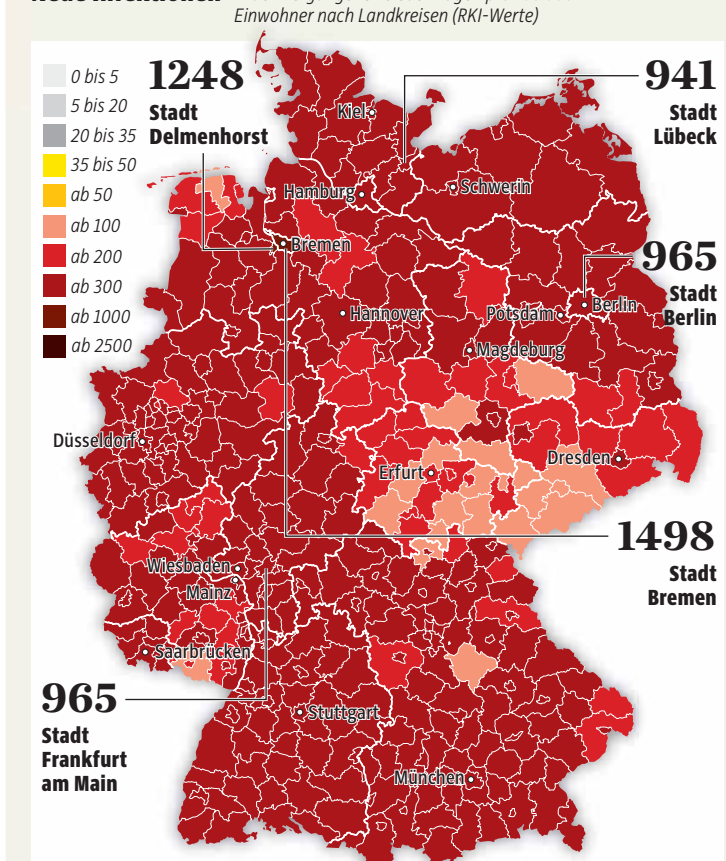 Einwohner nach Landkreisen (RKI-Werte)
0 bis 5
5 bis 20
20 bis 35
35 bis 50
ab 50
ab 100
ab 200
ab 300
ab 1000
ab 2500
1248
Stadt
Delmenhorst
941
Stadt
Lübeck
Kiel
Hamburg
Schwerin
Bremen
965
Stadt
Berlin
Hannover
Potsdam
Berlin
Magdeburg
Düsseldorf
Erfurt
Dresden
1498
Stadt
Bremen
Wiesbaden
Mainz
Saarbrücken
965
Stadt
Frankfurt
am Main
Stuttgart
München